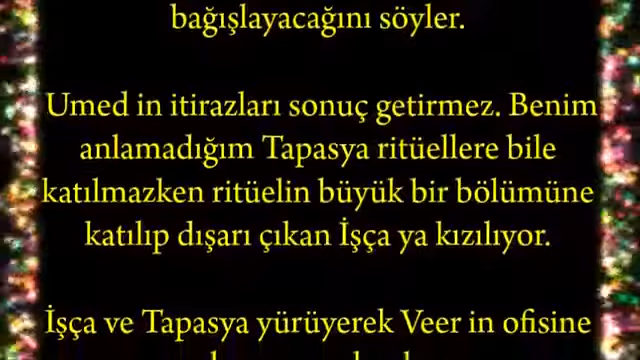 bağışlayacağını söyler.
Umed in itirazları sonuç getirmez. Benim
anlamadığım Tapasya ritüellere bile
katılmazken ritüelin büyük bir bölümüne
katılıp dışarı çıkan İşça ya kızılıyor.
İşça ve Tapasya yürüyerek Veer in ofisine